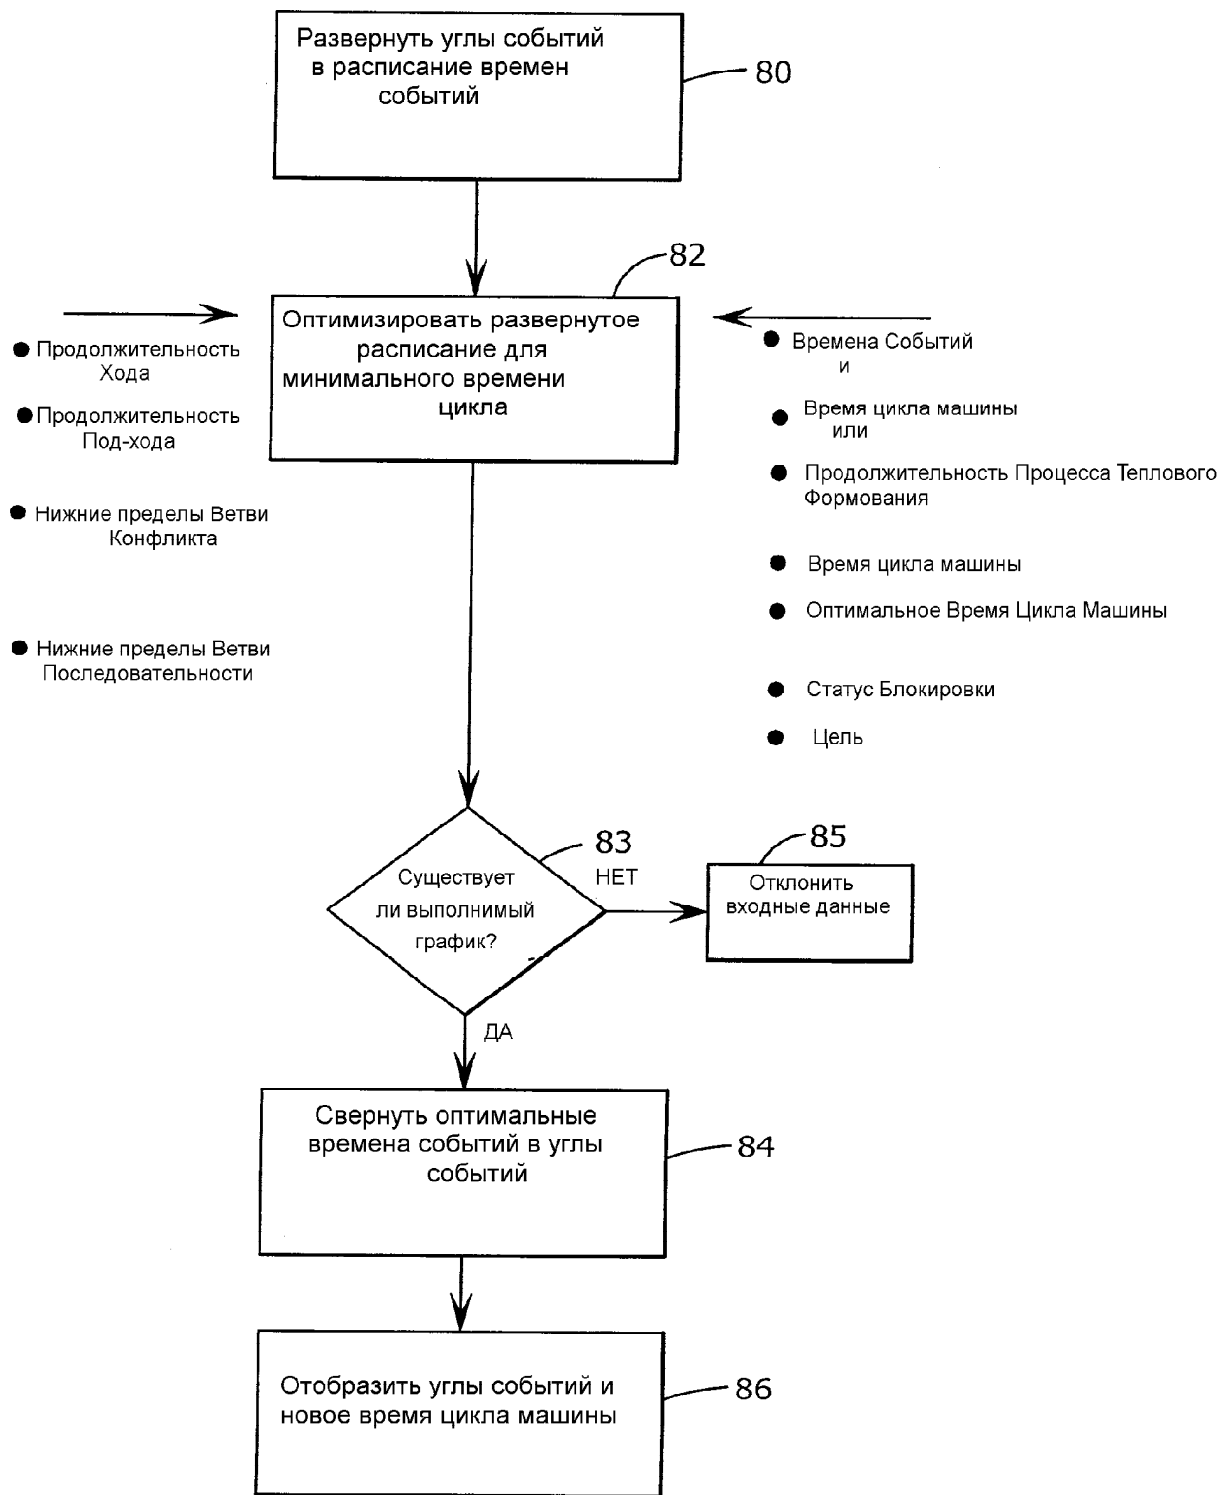 Развернуть углы событий
в расписание времен
событий
80
82
Оптимизировать развернутое
расписание для
минимального времени
цикла
Продолжительность
Хода
Продолжительность
Под-хода
Нижние пределы Ветви
Конфликта
Нижние пределы Ветви
Последовательности
Времена Событий
и
Время цикла машины
или
Продолжительность Процесса Теплового
Формования
Время цикла машины
Оптимальное Время Цикла Машины
Статус Блокировки
Цель
83
Существует
ли выполнимый
график?
НЕТ
85
Отклонить
входные данные
ДА
Свернуть оптимальные
времена событий в углы
событий
84
Отобразить углы событий и
новое время цикла машины
86